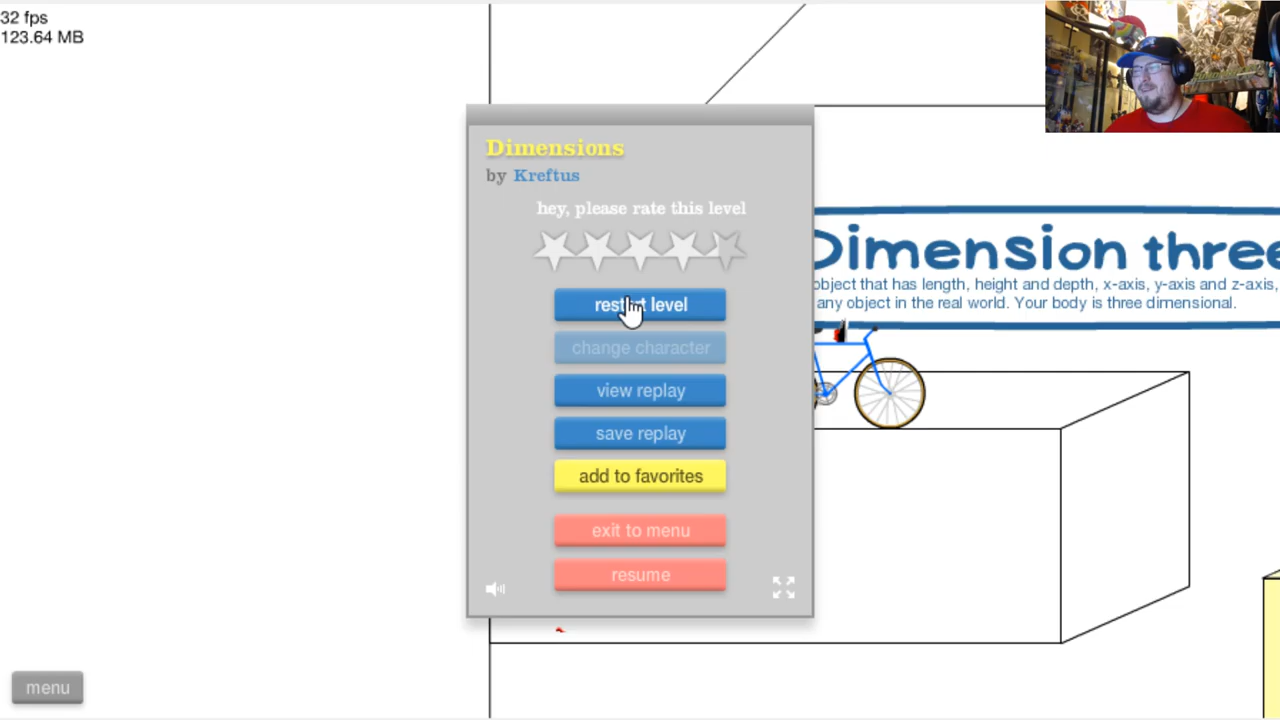 32 fps
123.64 MB
Dimensions
by Kreftus
hey, please rate this level
restart level
change character
view replay
save replay
add to favorites
exit to menu
resume
Dimension three
object that has length, height and depth, x-axis, y-axis and z-axis,
any object in the real world. Your body is three dimensional.
menu